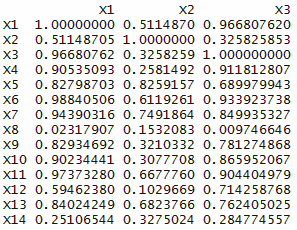 X1 X2 X3
X1 1.00000000 0.5114870 0.966807620
X2 0.51148705 1.0000000 0.325825853
X3 0.96680762 0.3258259 1.000000000
X4 0.90535093 0.2581492 0.911812807
X5 0.82798703 0.8259157 0.689979943
X6 0.98840506 0.6119261 0.933923738
X7 0.94390316 0.7491864 0.849935327
X8 0.02317907 0.1532083 0.009746646
X9 0.82934692 0.3210332 0.781274868
X10 0.90234441 0.3077708 0.865952067
X11 0.97373280 0.6677760 0.904404979
X12 0.59462380 0.1029669 0.714258768
X13 0.84024249 0.6823766 0.762405025
X14 0.25106544 0.3275024 0.284774557